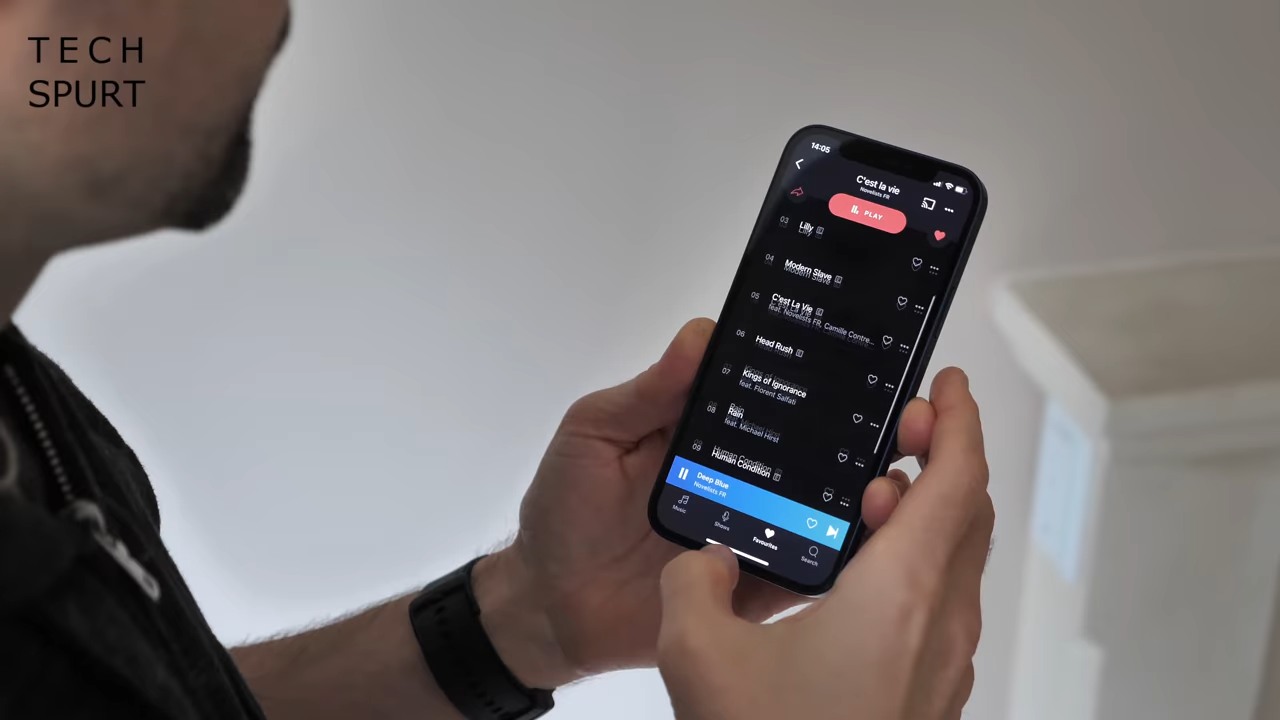 TECH
SPURT
14:05
C'est la vie
Novelists FR
PLAY
03 Lilly
04 Modern Slave
05 C'est La Vie
feat. Novelists FR, Camille Contre...
06 Head Rush
07 Kings of Ignorance
feat. Florent Salfati
08 Rain
feat. Michael Hirst
09 Human Condition
Deep Blue
Novelists FR
Music Shows Favourites Search